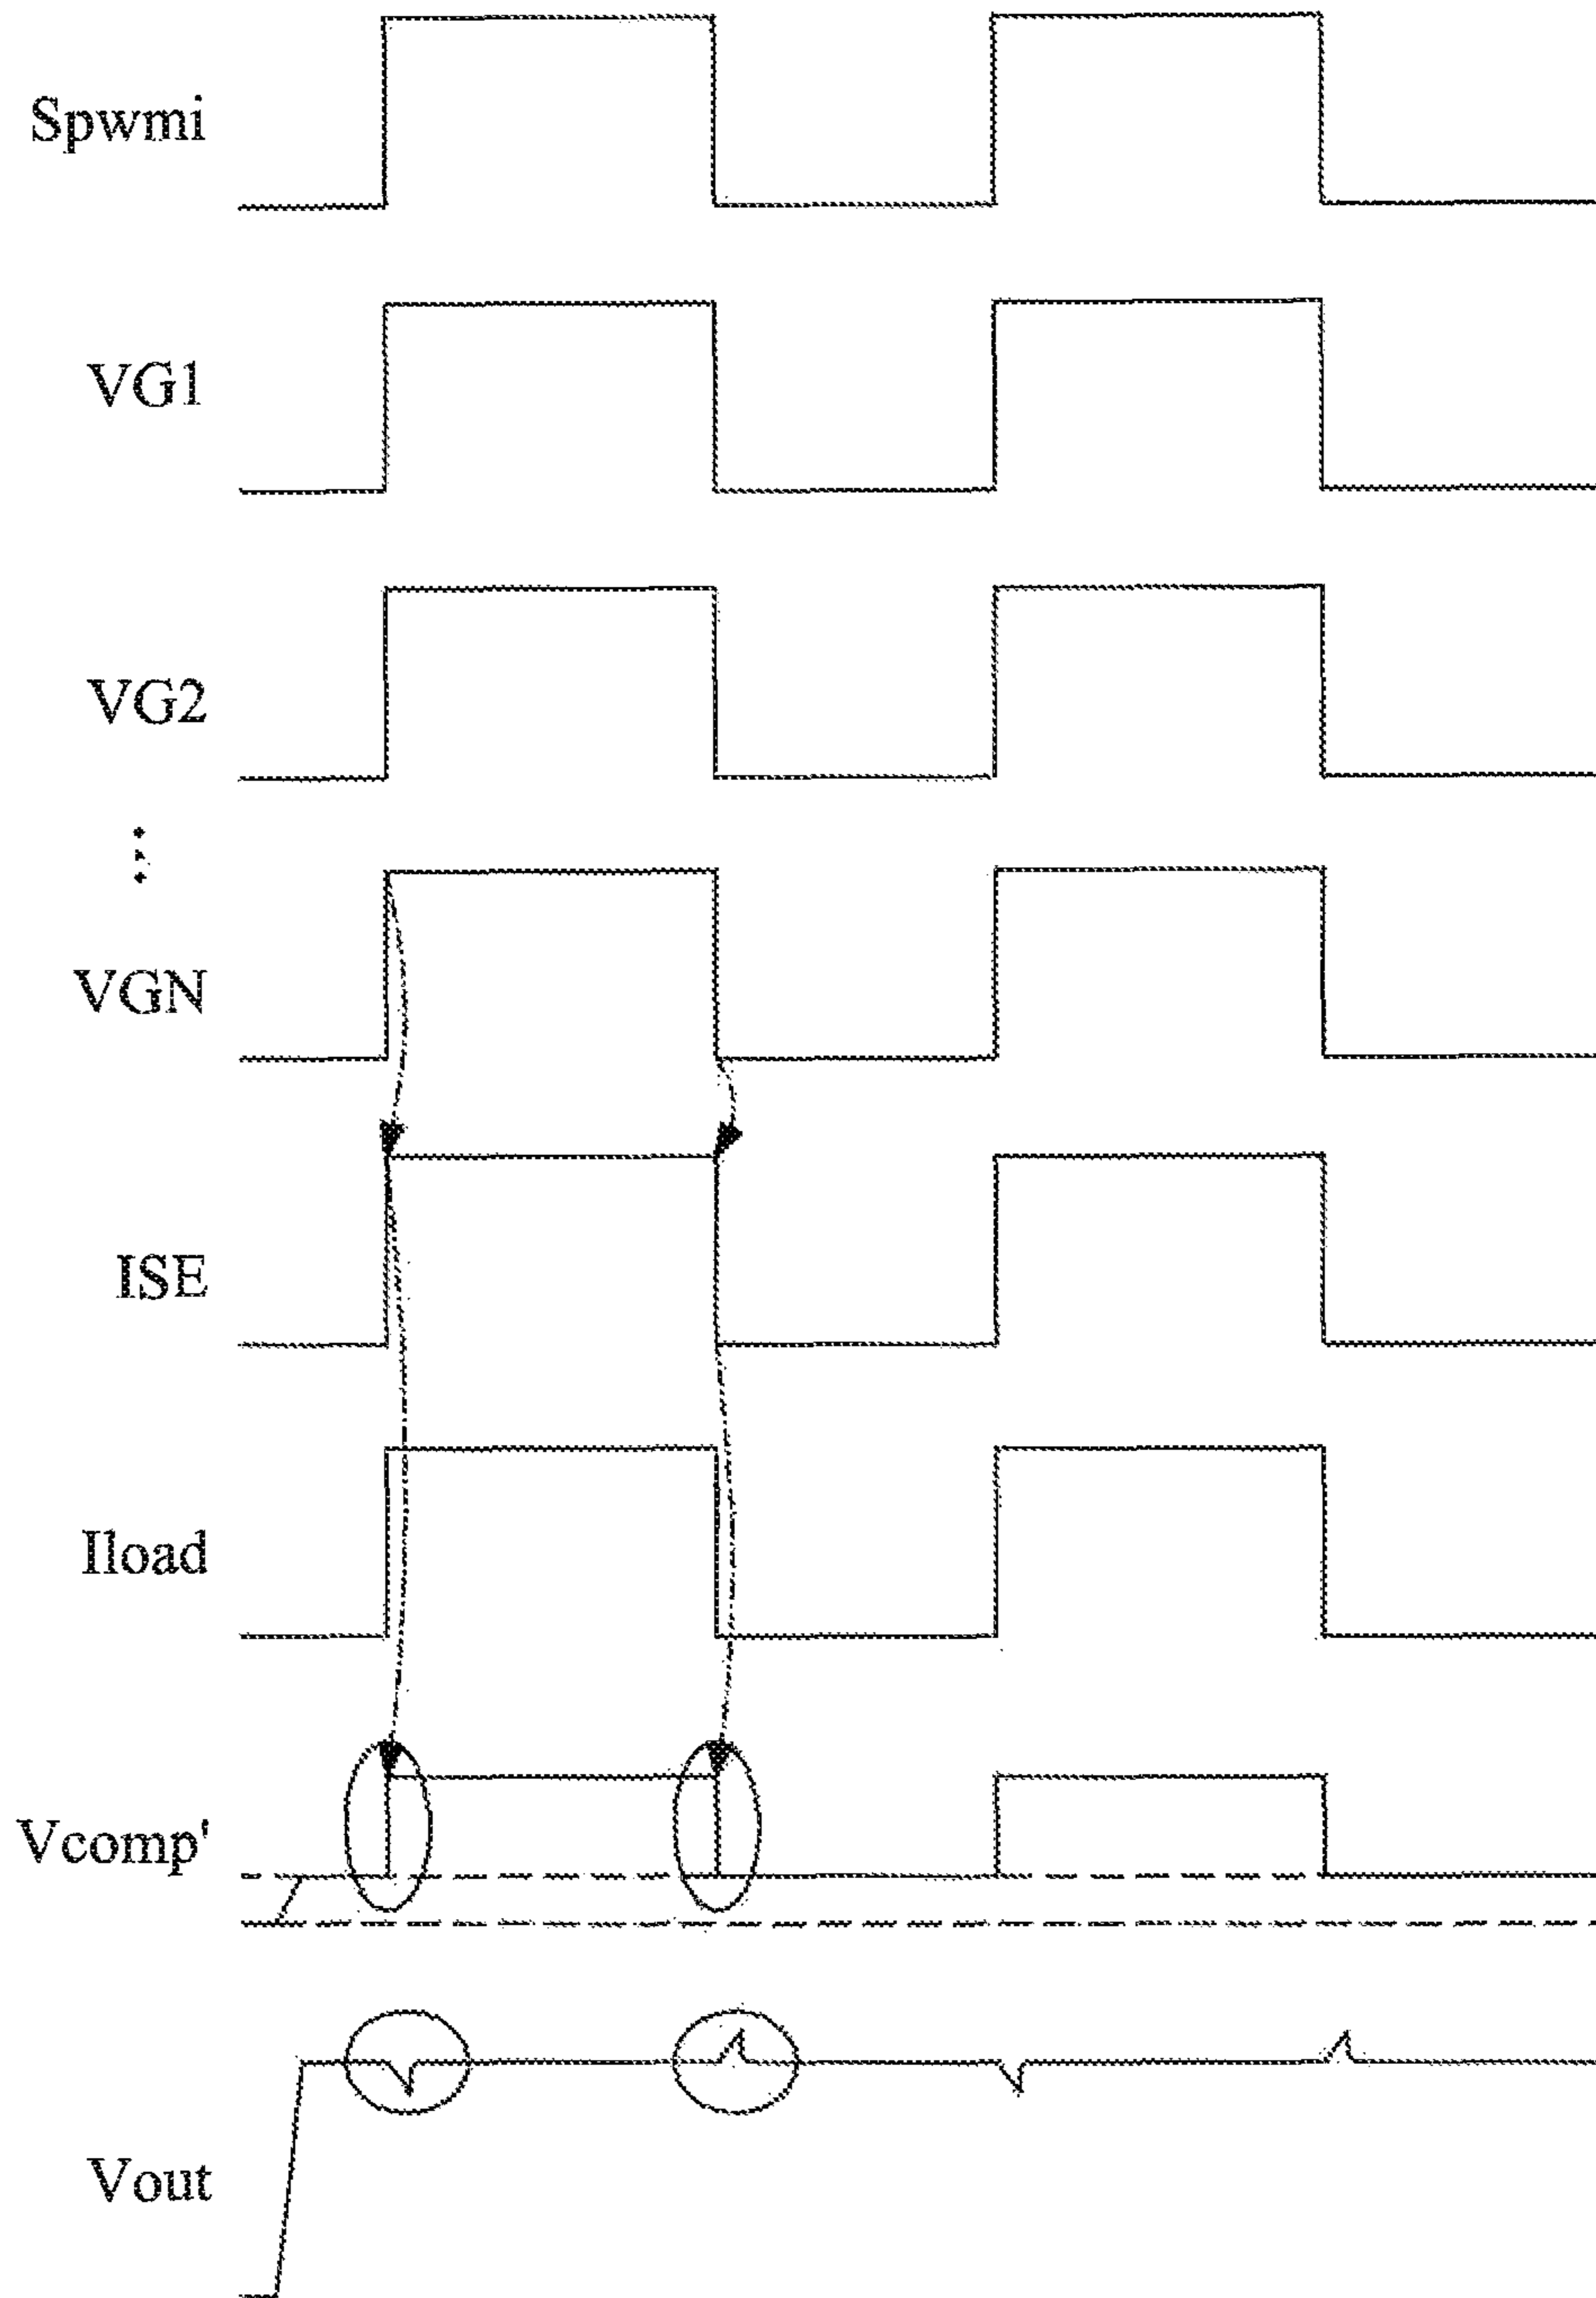 Spwmi
VG1
VG2
⋮
VGN
ISE
Iload
Vcomp'
Vout